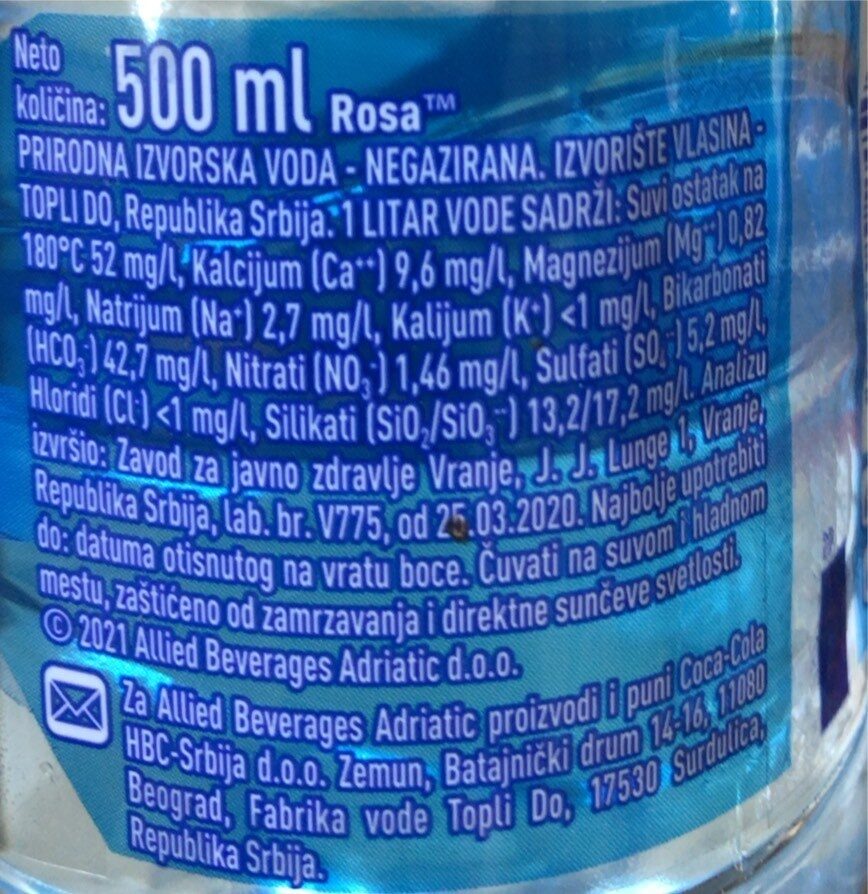 Neto
količina: 500 ml Rosa™
PRIRODNA IZVORSKA VODA - NEGAZIRANA. IZVORIŠTE VLASINA -
TOPLI DO, Republika Srbija. 1 LITAR VODE SADRŽI: Suvi ostatak na
180°C 52 mg/l, Kalcijum (Ca⁺⁺) 9,6 mg/l, Magnezijum (Mg⁺⁺) 0,82
mg/l, Natrijum (Na⁺) 2,7 mg/l, Kalijum (K⁺) <1 mg/l, Bikarbonati
(HCO₃⁻) 42,7 mg/l, Nitrati (NO₃⁻) 1,46 mg/l, Sulfati (SO₄⁻⁻) 5,2 mg/l,
Hloridi (Cl⁻) <1 mg/l, Silikati (SiO₂/SiO₃⁻⁻) 13,2/17,2 mg/l. Analizu
izvršio: Zavod za javno zdravlje Vranje, J. J. Lunge 1, Vranje,
Republika Srbija, lab. br. V775, od 03.2020. Najbolje upotrebiti
do: datuma otisnutog na vratu boce. Čuvati na suvom i hladnom
mestu, zaštićeno od zamrzavanja i direktne sunčeve svetlosti.
© 2021 Allied Beverages Adriatic d.o.o.
Za Allied Beverages Adriatic proizvodi i puni Coca-Cola
HBC-Srbija d.o.o. Zemun, Batajnički drum 14-16, 11080
Beograd, Fabrika vode Topli Do, 17530 Surdulica,
Republika Srbija.